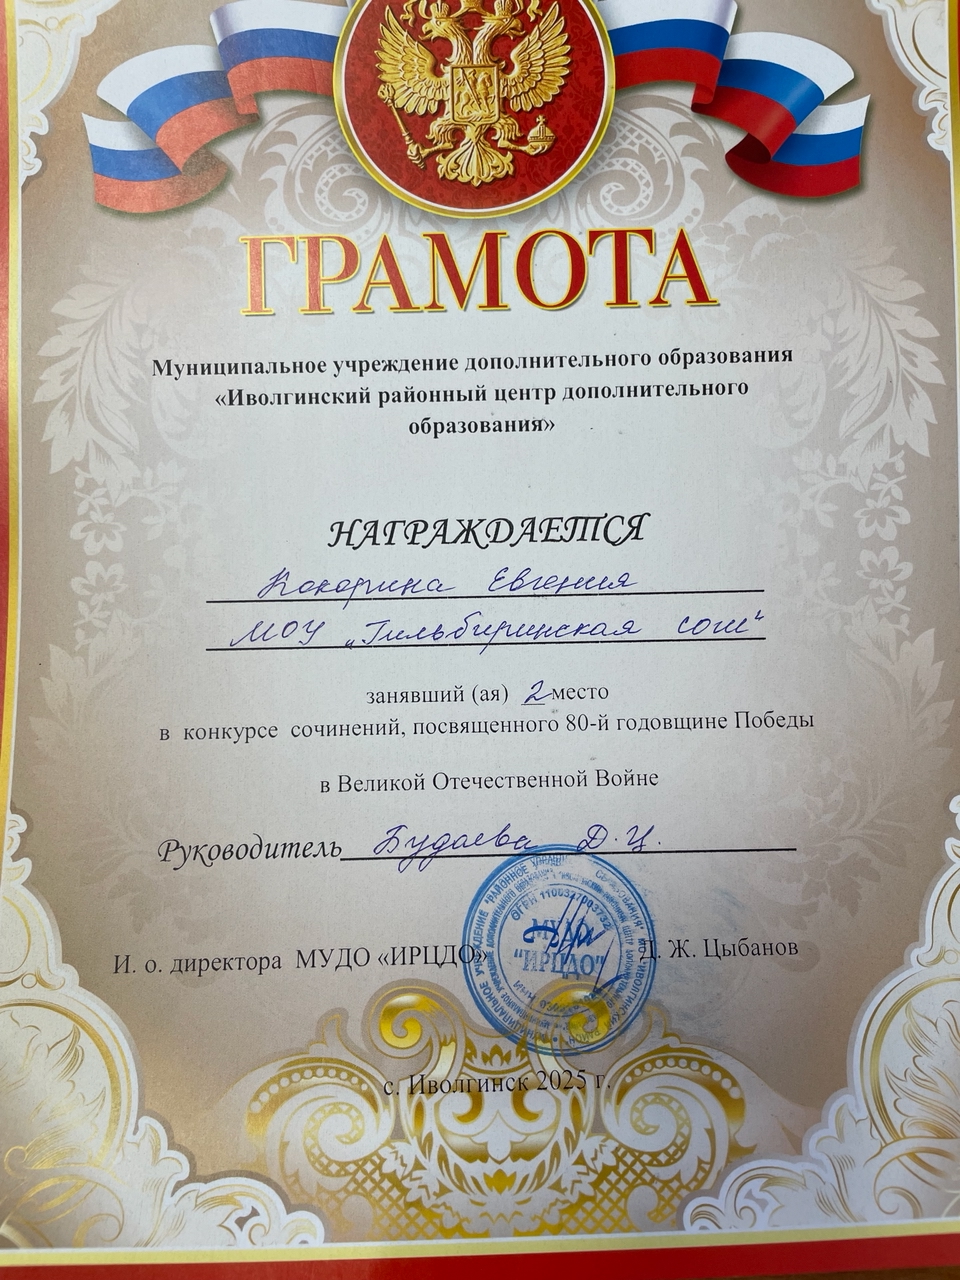 ГРАМОТА
Муниципальное учреждение дополнительного образования
«Иволгинский районный центр дополнительного
образования»
НАГРАЖДАЕТСЯ
Кокорина Евгения
МОУ „Гильбиринская сош"
занявший (ая) 2 место
в конкурсе сочинений, посвященного 80-й годовщине Победы
в Великой Отечественной Войне
Руководитель Будаева Д. Ц.
И. о. директора МУДО «ИРЦДО» Д. Ж. Цыбанов
МУДО
"ИРЦДО"
с. Иволгинск 2025 г.